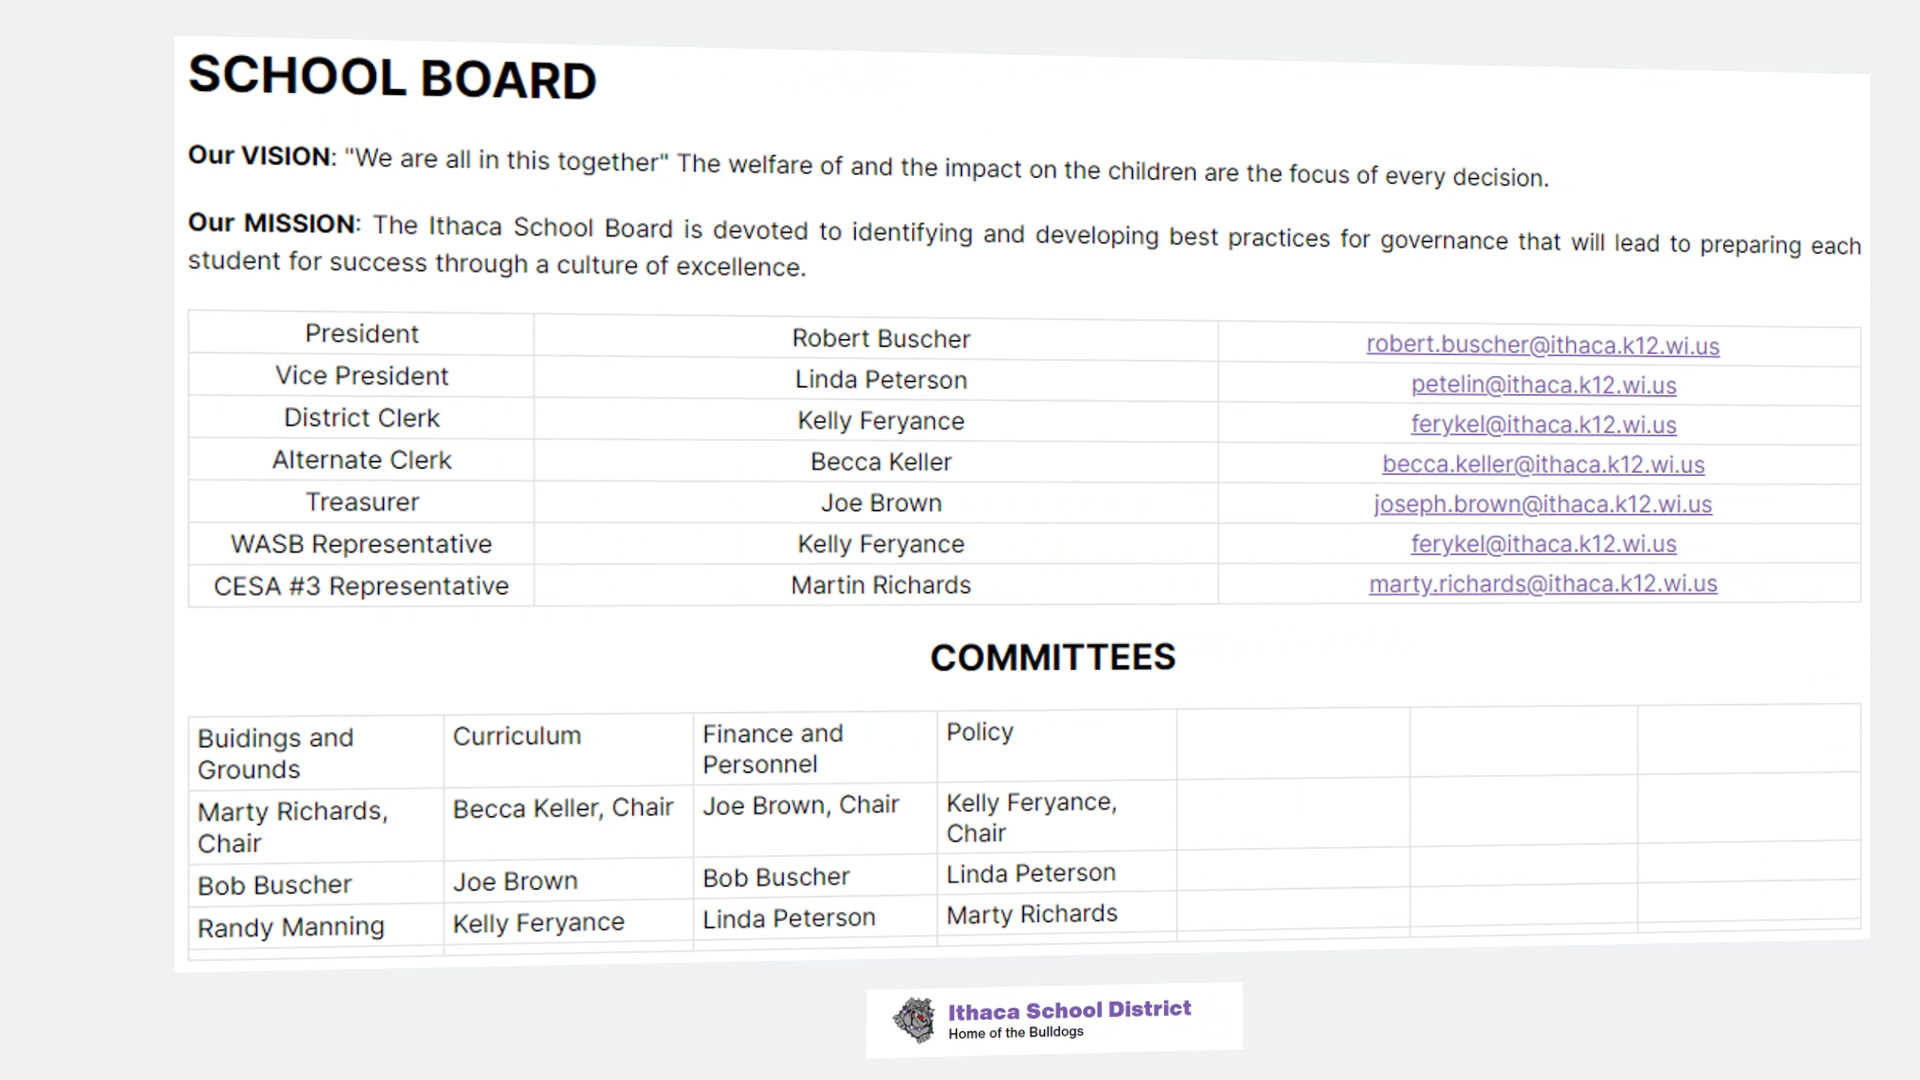 SCHOOL BOARD
Our VISION: "We are all in this together" The welfare of and the impact on the children are the focus of every decision.
Our MISSION: The Ithaca School Board is devoted to identifying and developing best practices for governance that will lead to preparing each
student for success through a culture of excellence.
President Robert Buscher robert.buscher@ithaca.k12.wi.us
Vice President Linda Peterson petelin@ithaca.k12.wi.us
District Clerk Kelly Feryance ferykel@ithaca.k12.wi.us
Alternate Clerk Becca Keller becca.keller@ithaca.k12.wi.us
Treasurer Joe Brown joseph.brown@ithaca.k12.wi.us
WASB Representative Kelly Feryance ferykel@ithaca.k12.wi.us
CESA #3 Representative Martin Richards marty.richards@ithaca.k12.wi.us
COMMITTEES
Buidings and Curriculum Finance and Policy
Grounds Personnel
Marty Richards, Becca Keller, Chair Joe Brown, Chair Kelly Feryance,
Chair Chair
Bob Buscher Joe Brown Bob Buscher Linda Peterson
Randy Manning Kelly Feryance Linda Peterson Marty Richards
Ithaca School District
Home of the Bulldogs